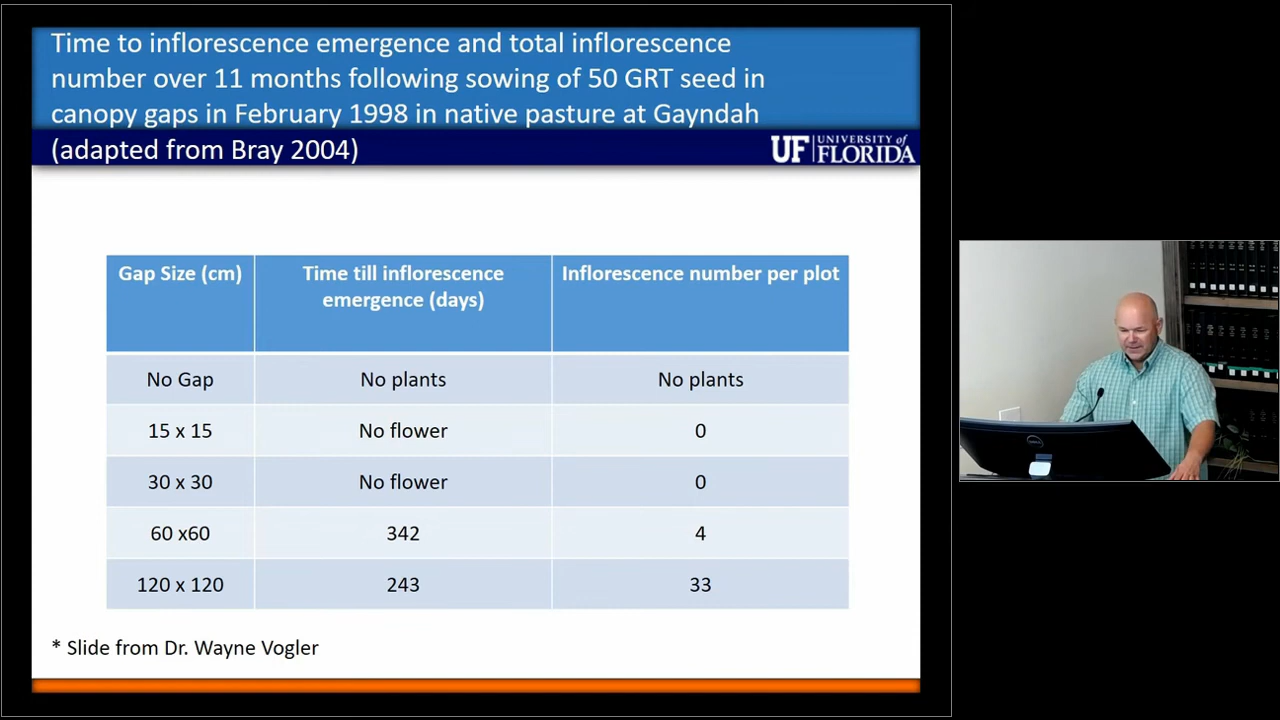 Time to inflorescence emergence and total inflorescence
number over 11 months following sowing of 50 GRT seed in
canopy gaps in February 1998 in native pasture at Gayndah
(adapted from Bray 2004)
UF UNIVERSITY of
FLORIDA
Gap Size (cm) Time till inflorescence emergence (days) Inflorescence number per plot
No Gap No plants No plants
15 x 15 No flower 0
30 x 30 No flower 0
60 x60 342 4
120 x 120 243 33
* Slide from Dr. Wayne Vogler